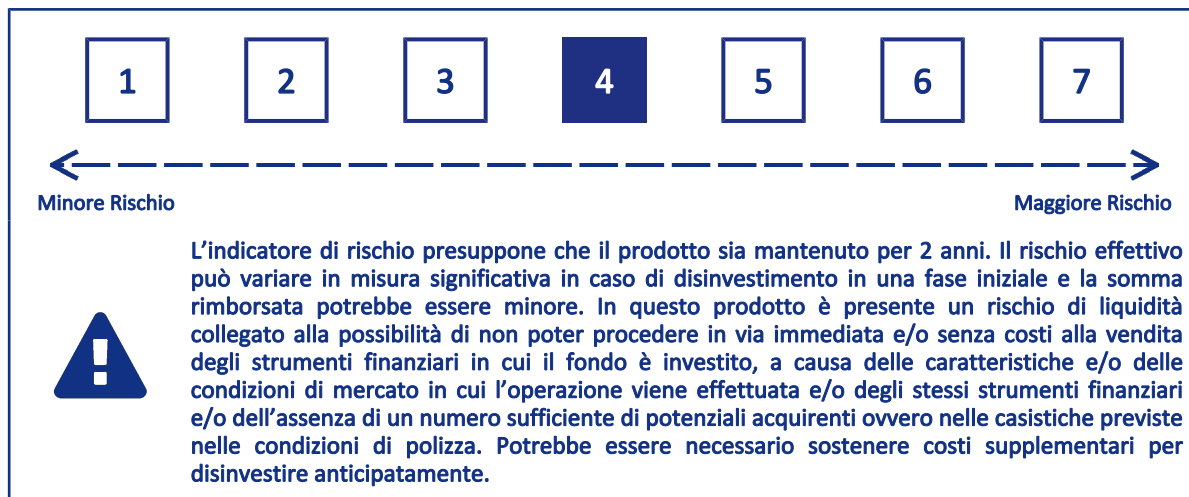 1 2 3 4 5 6 7
Minore Rischio Maggiore Rischio
L'indicatore di rischio presuppone che il prodotto sia mantenuto per 2 anni. Il rischio effettivo
può variare in misura significativa in caso di disinvestimento in una fase iniziale e la somma
rimborsata potrebbe essere minore. In questo prodotto è presente un rischio di liquidità
collegato alla possibilità di non poter procedere in via immediata e/o senza costi alla vendita
degli strumenti finanziari in cui il fondo è investito, a causa delle caratteristiche e/o delle
condizioni di mercato in cui l'operazione viene effettuata e/o degli stessi strumenti finanziari
e/o dell'assenza di un numero sufficiente di potenziali acquirenti ovvero nelle casistiche previste
nelle condizioni di polizza. Potrebbe essere necessario sostenere costi supplementari per
disinvestire anticipatamente.